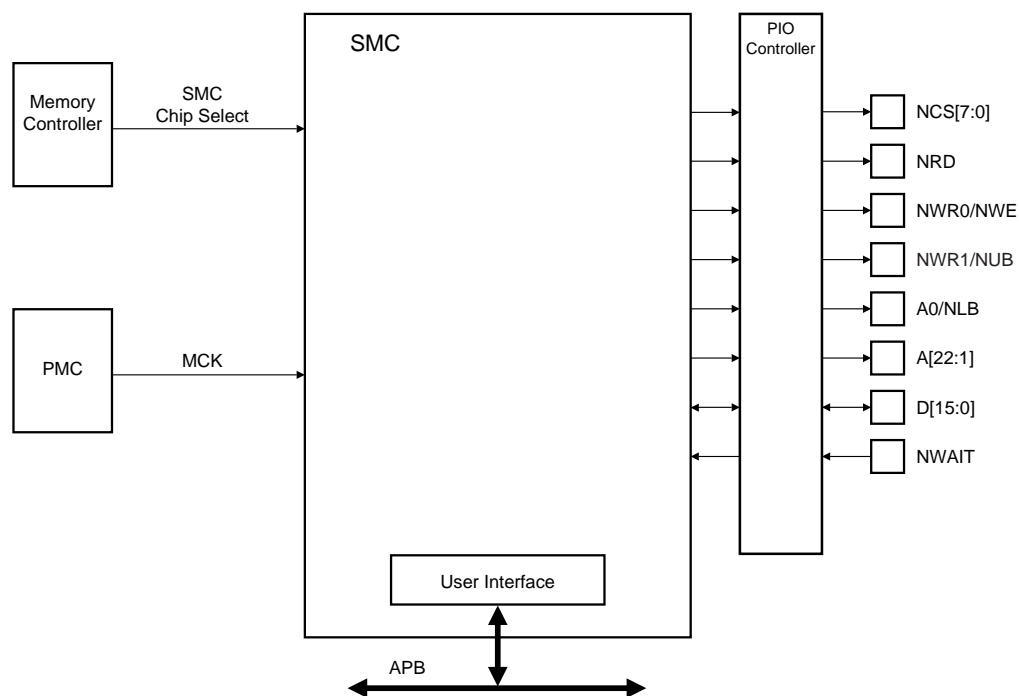 SMC
PIO
Controller
Memory
Controller
SMC
Chip Select
NCS[7:0]
NRD
NWR0/NWE
NWR1/NUB
A0/NLB
PMC
MCK
A[22:1]
D[15:0]
NWAIT
User Interface
APB